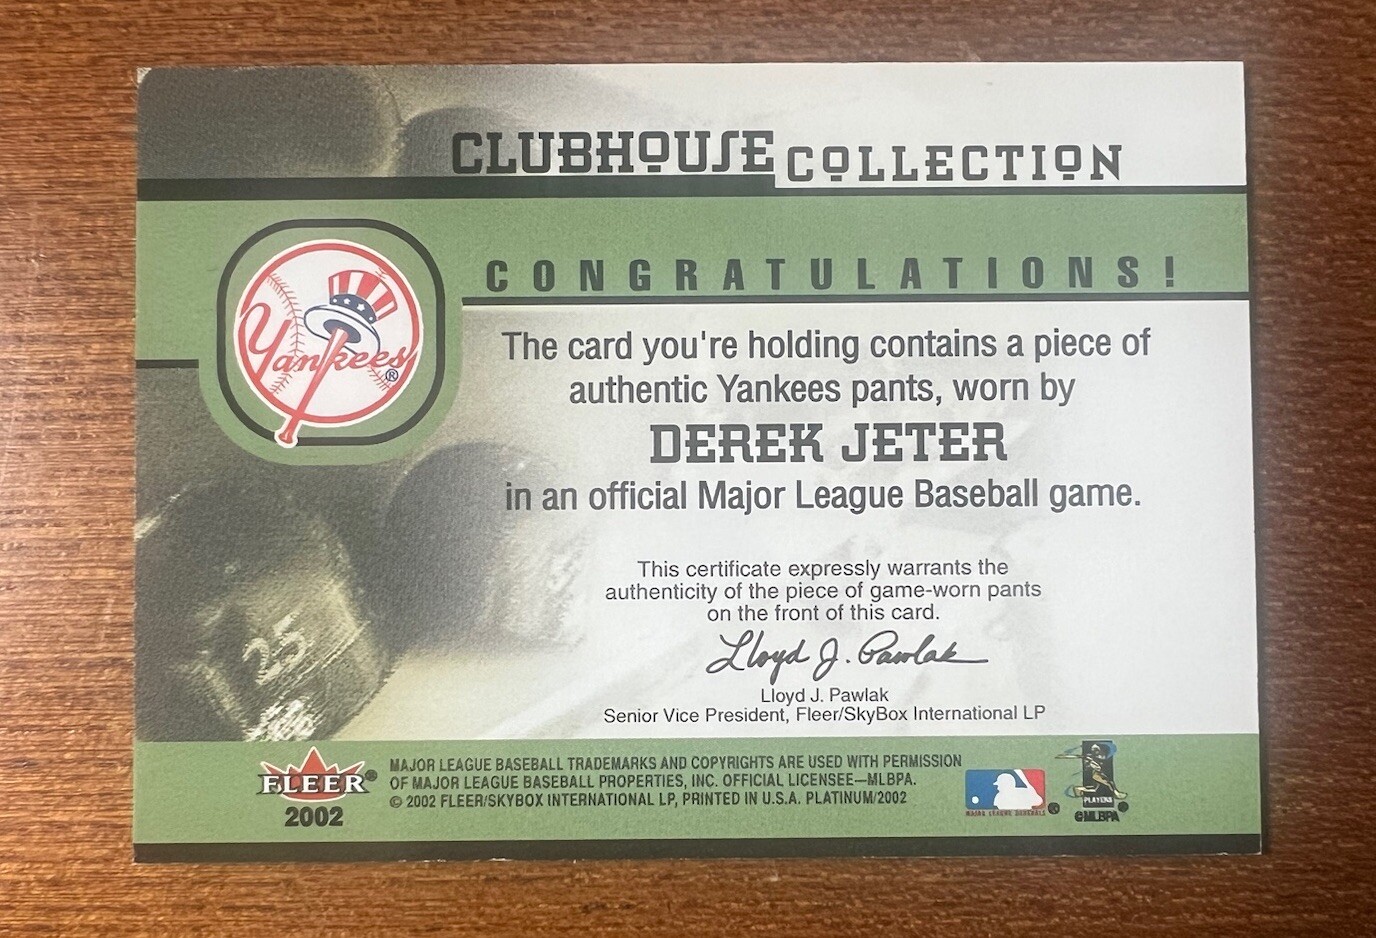 CLUBHOUSE COLLECTION
CONGRATULATIONS!
Yankees®
The card you're holding contains a piece of
authentic Yankees pants, worn by
DEREK JETER
in an official Major League Baseball game.
This certificate expressly warrants the
authenticity of the piece of game-worn pants
on the front of this card.
Lloyd J. Pawlak
Lloyd J. Pawlak
Senior Vice President, Fleer/SkyBox International LP
25
FLEER®
2002
MAJOR LEAGUE BASEBALL TRADEMARKS AND COPYRIGHTS ARE USED WITH PERMISSION
OF MAJOR LEAGUE BASEBALL PROPERTIES, INC. OFFICIAL LICENSEE—MLBPA.
© 2002 FLEER/SKYBOX INTERNATIONAL LP, PRINTED IN U.S.A. PLATINUM/2002
MAJOR LEAGUE BASEBALL ®
PLAYERS ®
©MLBPA